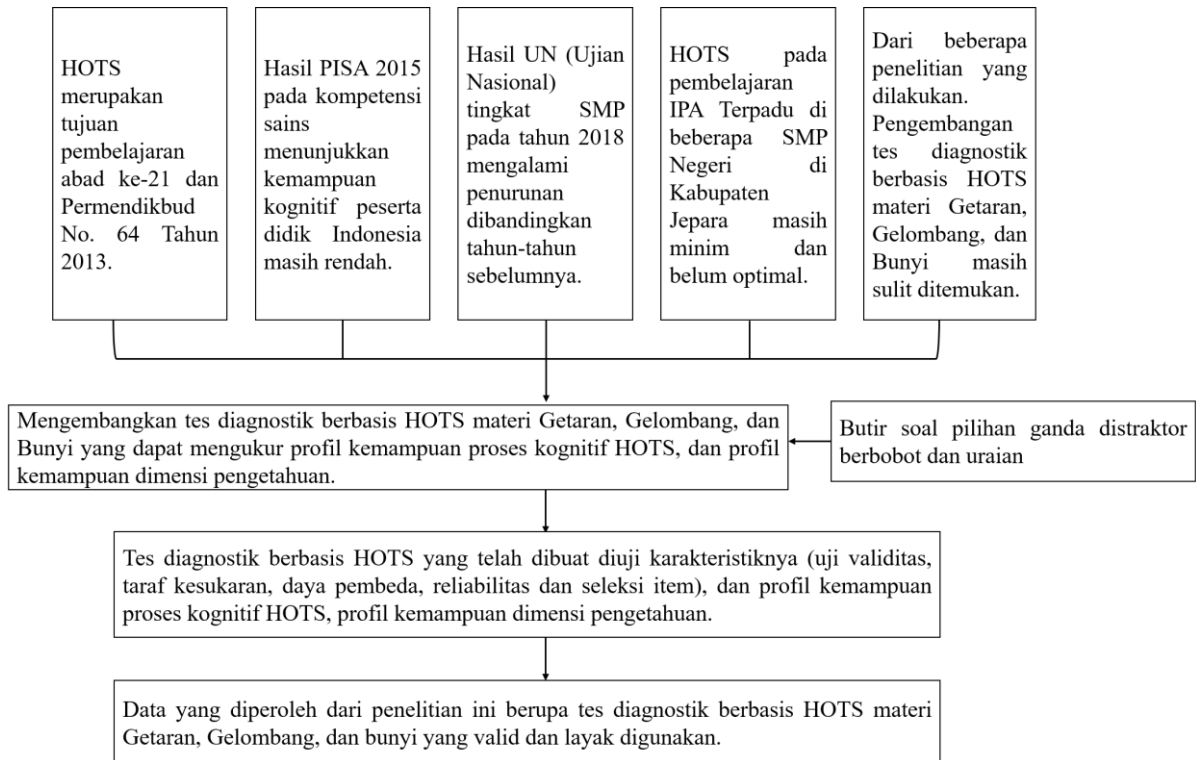 HOTS
merupakan
tujuan
pembelajaran
abad ke-21 dan
Permendikbud
No. 64 Tahun
2013.
Hasil PISA 2015
pada kompetensi
sains
menunjukkan
kemampuan
kognitif peserta
didik Indonesia
masih rendah.
Hasil UN (Ujian
Nasional)
tingkat SMP
pada tahun 2018
mengalami
penurunan
dibandingkan
tahun-tahun
sebelumnya.
HOTS pada
pembelajaran
IPA Terpadu di
beberapa SMP
Negeri di
Kabupaten
Jepara masih
minim dan
belum optimal.
Dari beberapa
penelitian yang
dilakukan.
Pengembangan
tes diagnostik
berbasis HOTS
materi Getaran,
Gelombang, dan
Bunyi masih
sulit ditemukan.
Mengembangkan tes diagnostik berbasis HOTS materi Getaran, Gelombang, dan
Bunyi yang dapat mengukur profil kemampuan proses kognitif HOTS, dan profil
kemampuan dimensi pengetahuan.
Butir soal pilihan ganda distraktor
berbobot dan uraian
Tes diagnostik berbasis HOTS yang telah dibuat diuji karakteristiknya (uji validitas,
taraf kesukaran, daya pembeda, reliabilitas dan seleksi item), dan profil kemampuan
proses kognitif HOTS, profil kemampuan dimensi pengetahuan.
Data yang diperoleh dari penelitian ini berupa tes diagnostik berbasis HOTS materi
Getaran, Gelombang, dan bunyi yang valid dan layak digunakan.